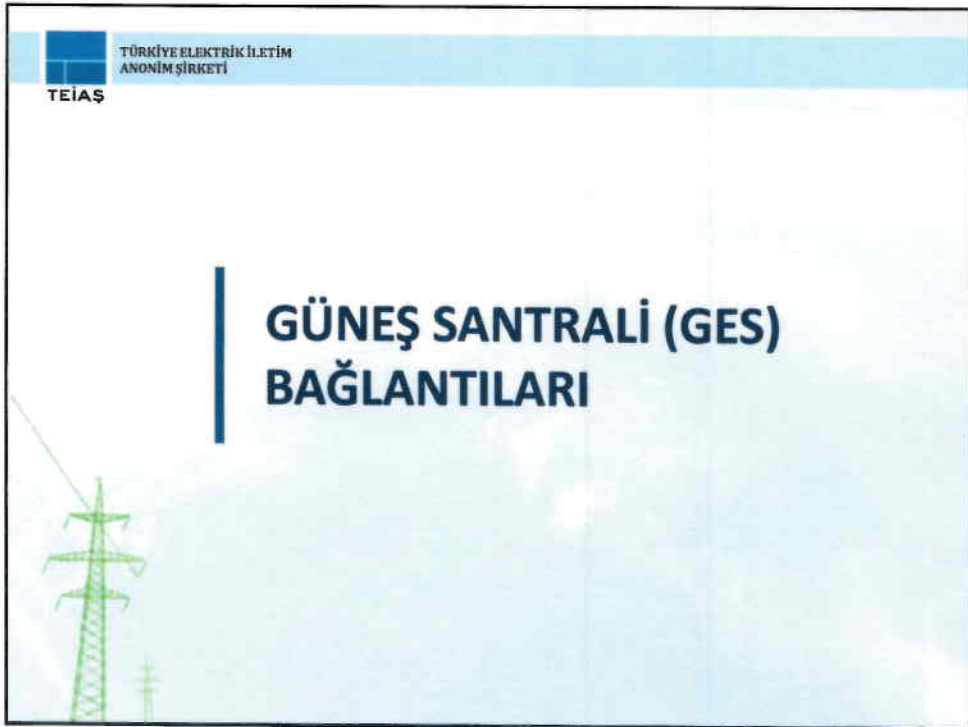 TÜRKİYE ELEKTRİK İLETİM
ANONİM ŞİRKETİ
TEİAŞ
GÜNEŞ SANTRALİ (GES)
BAĞLANTILARI